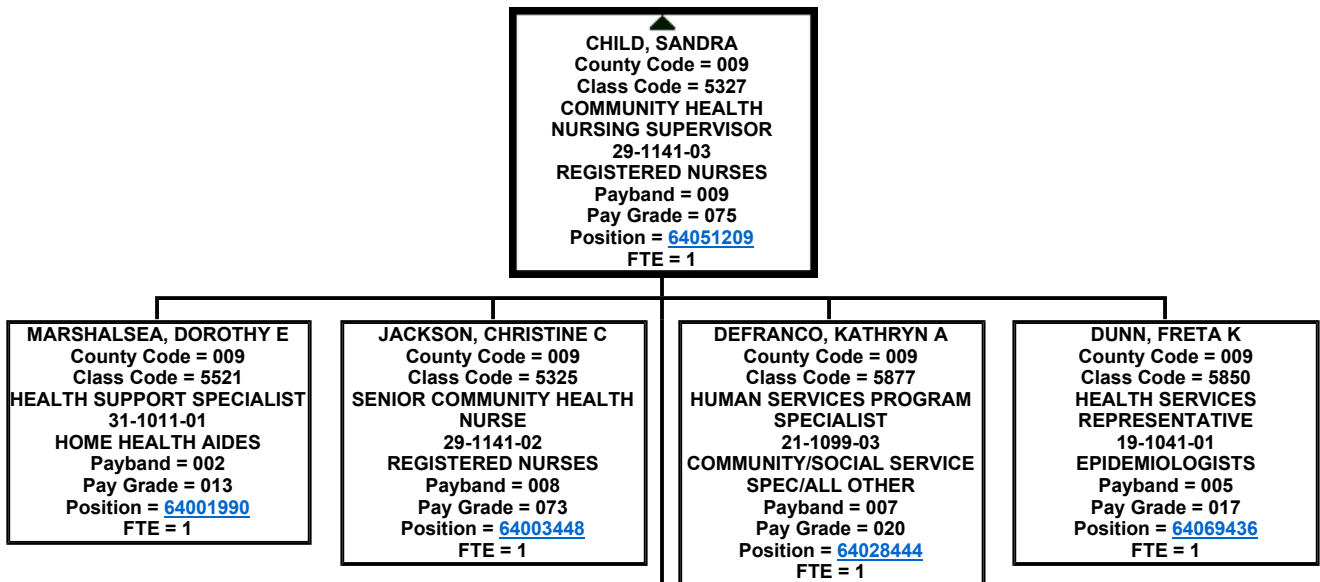 CHILD, SANDRA
County Code = 009
Class Code = 5327
COMMUNITY HEALTH
NURSING SUPERVISOR
29-1141-03
REGISTERED NURSES
Payband = 009
Pay Grade = 075
Position = 64051209
FTE = 1
MARSHALSEA, DOROTHY E
County Code = 009
Class Code = 5521
HEALTH SUPPORT SPECIALIST
31-1011-01
HOME HEALTH AIDES
Payband = 002
Pay Grade = 013
Position = 64001990
FTE = 1
JACKSON, CHRISTINE C
County Code = 009
Class Code = 5325
SENIOR COMMUNITY HEALTH
NURSE
29-1141-02
REGISTERED NURSES
Payband = 008
Pay Grade = 073
Position = 64003448
FTE = 1
DEFRANCO, KATHRYN A
County Code = 009
Class Code = 5877
HUMAN SERVICES PROGRAM
SPECIALIST
21-1099-03
COMMUNITY/SOCIAL SERVICE
SPEC/ALL OTHER
Payband = 007
Pay Grade = 020
Position = 64028444
FTE = 1
DUNN, FRETA K
County Code = 009
Class Code = 5850
HEALTH SERVICES
REPRESENTATIVE
19-1041-01
EPIDEMIOLOGISTS
Payband = 005
Pay Grade = 017
Position = 64069436
FTE = 1